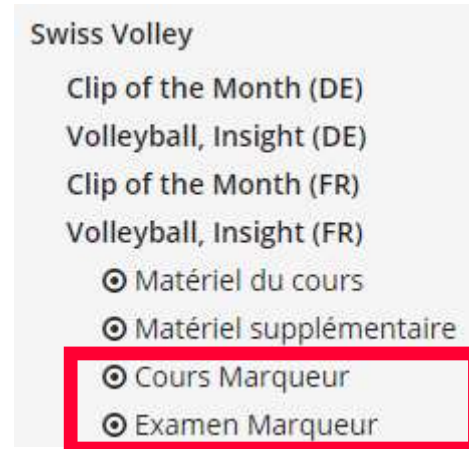 Swiss Volley
Clip of the Month (DE)
Volleyball, Insight (DE)
Clip of the Month (FR)
Volleyball, Insight (FR)
Matériel du cours
Matériel supplémentaire
Cours Marqueur
Examen Marqueur